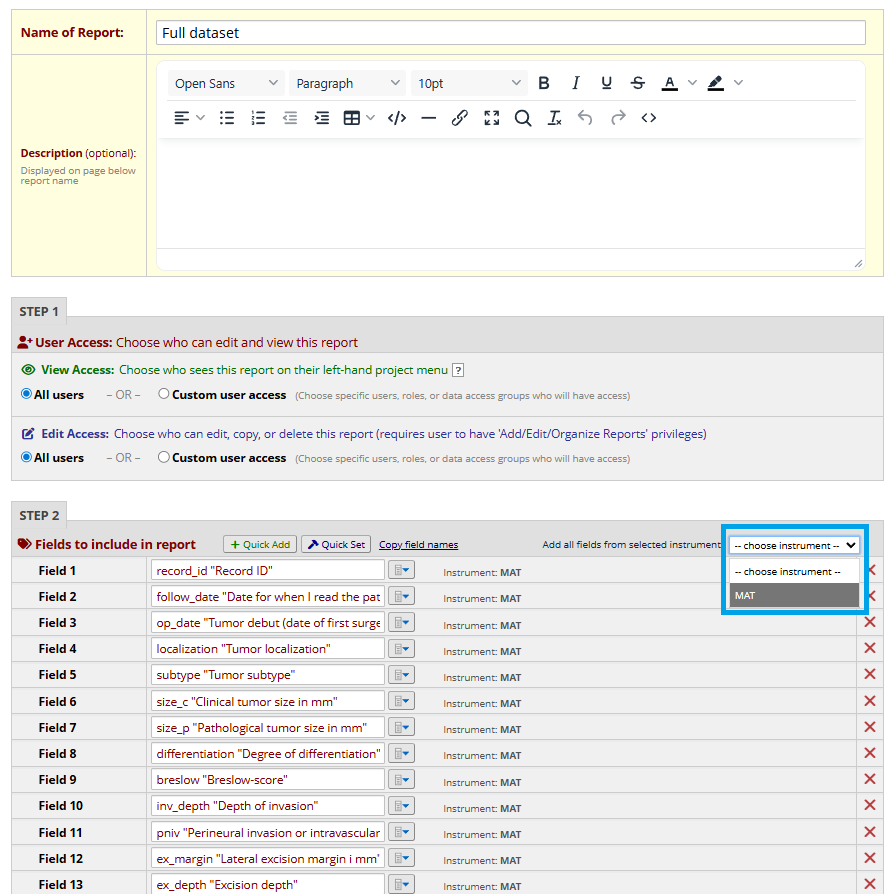 Name of Report:
Full dataset
Open Sans
Paragraph
10pt
B I U S A
Description (optional):
Displayed on page below
report name
STEP 1
User Access: Choose who can edit and view this report
View Access: Choose who sees this report on their left-hand project menu ?
All users – OR – Custom user access (Choose specific users, roles, or data access groups who will have access)
Edit Access: Choose who can edit, copy, or delete this report (requires user to have 'Add/Edit/Organize Reports' privileges)
All users – OR – Custom user access (Choose specific users, roles, or data access groups who will have access)
STEP 2
Fields to include in report + Quick Add Quick Set Copy field names Add all fields from selected instrument -- choose instrument --
-- choose instrument --
MAT
Field 1 record_id "Record ID" Instrument: MAT
Field 2 follow_date "Date for when I read the pat Instrument: MAT
Field 3 op_date "Tumor debut (date of first surge Instrument: MAT
Field 4 localization "Tumor localization" Instrument: MAT
Field 5 subtype "Tumor subtype" Instrument: MAT
Field 6 size_c "Clinical tumor size in mm" Instrument: MAT
Field 7 size_p "Pathological tumor size in mm" Instrument: MAT
Field 8 differentiation "Degree of differentiation" Instrument: MAT
Field 9 breslow "Breslow-score" Instrument: MAT
Field 10 inv_depth "Depth of invasion" Instrument: MAT
Field 11 pniv "Perineural invasion or intravascular Instrument: MAT
Field 12 ex_margin "Lateral excision margin i mm" Instrument: MAT
Field 13 ex_depth "Excision depth" Instrument: MAT